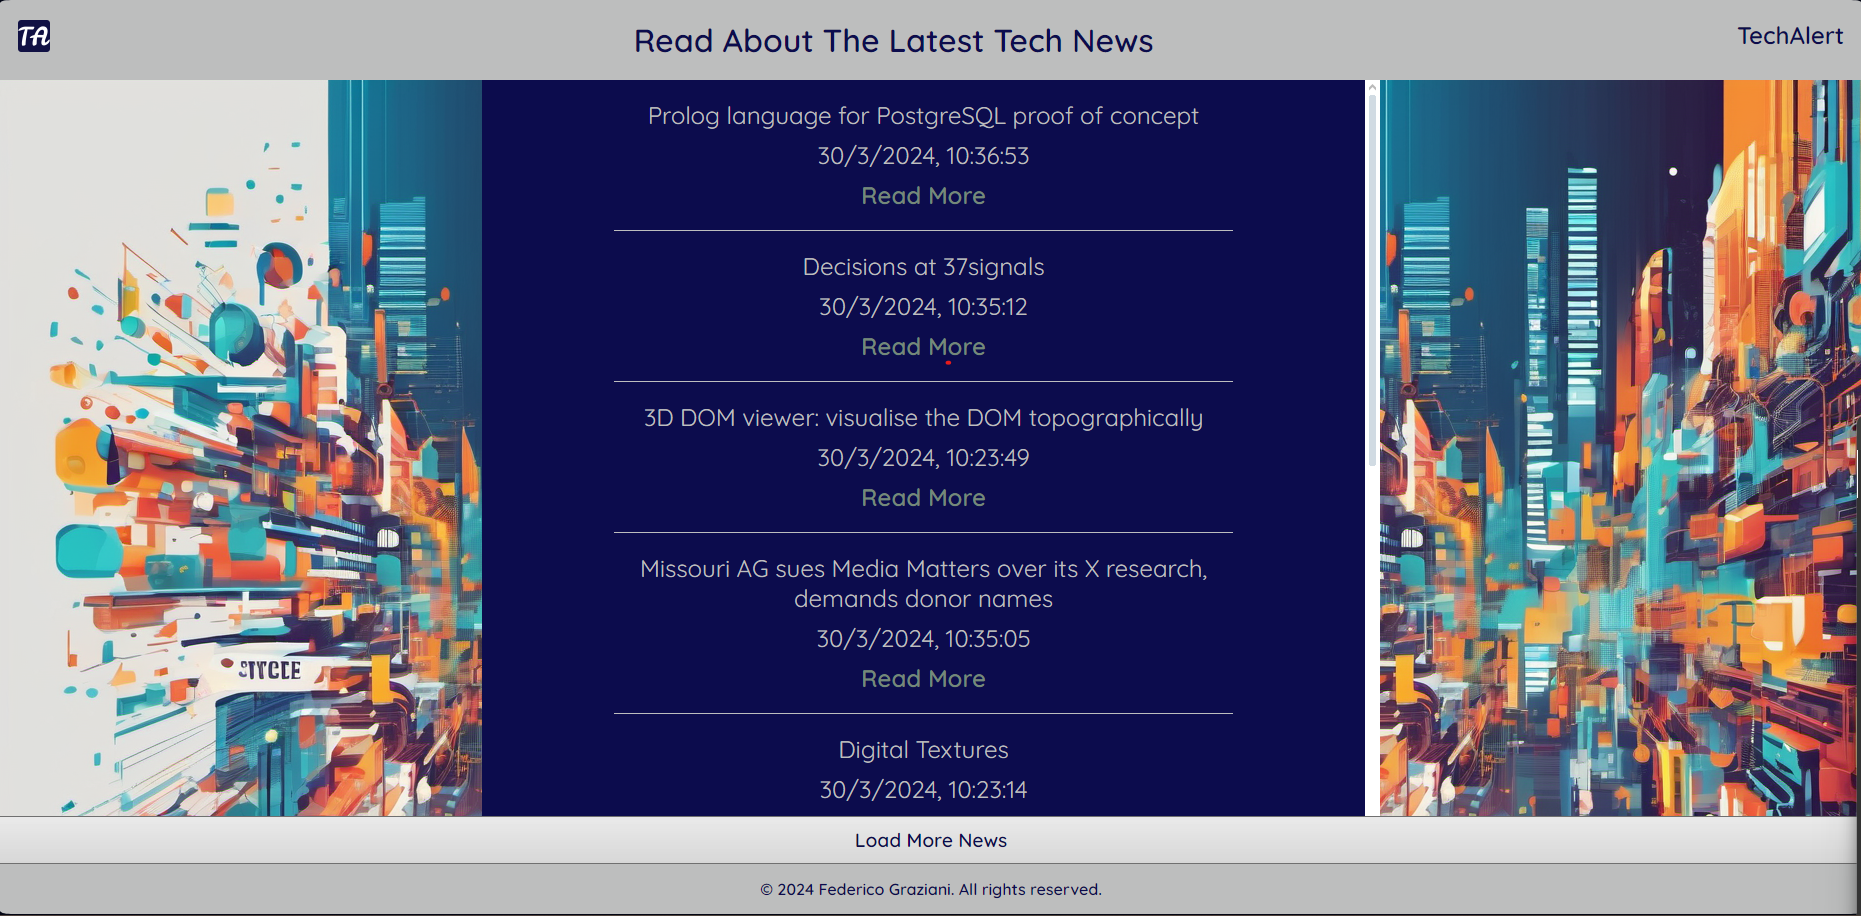 TA
Read About The Latest Tech News
TechAlert
Prolog language for PostgreSQL proof of concept
30/3/2024, 10:36:53
Read More
Decisions at 37signals
30/3/2024, 10:35:12
Read More
3D DOM viewer: visualise the DOM topographically
30/3/2024, 10:23:49
Read More
Missouri AG sues Media Matters over its X research,
demands donor names
30/3/2024, 10:35:05
Read More
Digital Textures
30/3/2024, 10:23:14
Load More News
© 2024 Federico Graziani. All rights reserved.